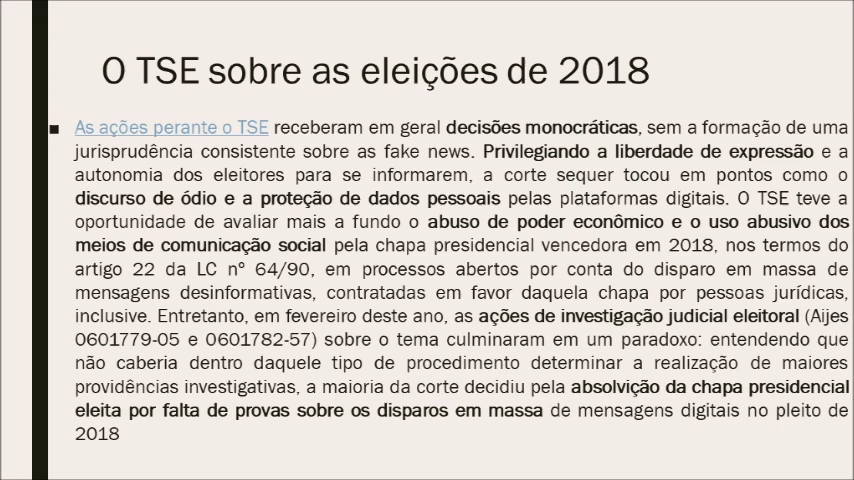 O TSE sobre as eleições de 2018
As ações perante o TSE receberam em geral decisões monocráticas, sem a formação de uma
jurisprudência consistente sobre as fake news. Privilegiando a liberdade de expressão e a
autonomia dos eleitores para se informarem, a corte sequer tocou em pontos como o
discurso de ódio e a proteção de dados pessoais pelas plataformas digitais. O TSE teve a
oportunidade de avaliar mais a fundo o abuso de poder econômico e o uso abusivo dos
meios de comunicação social pela chapa presidencial vencedora em 2018, nos termos do
artigo 22 da LC nº 64/90, em processos abertos por conta do disparo em massa de
mensagens desinformativas, contratadas em favor daquela chapa por pessoas jurídicas,
inclusive. Entretanto, em fevereiro deste ano, as ações de investigação judicial eleitoral (Aijes
0601779-05 e 0601782-57) sobre o tema culminaram em um paradoxo: entendendo que
não caberia dentro daquele tipo de procedimento determinar a realização de maiores
providências investigativas, a maioria da corte decidiu pela absolvição da chapa presidencial
eleita por falta de provas sobre os disparos em massa de mensagens digitais no pleito de
2018